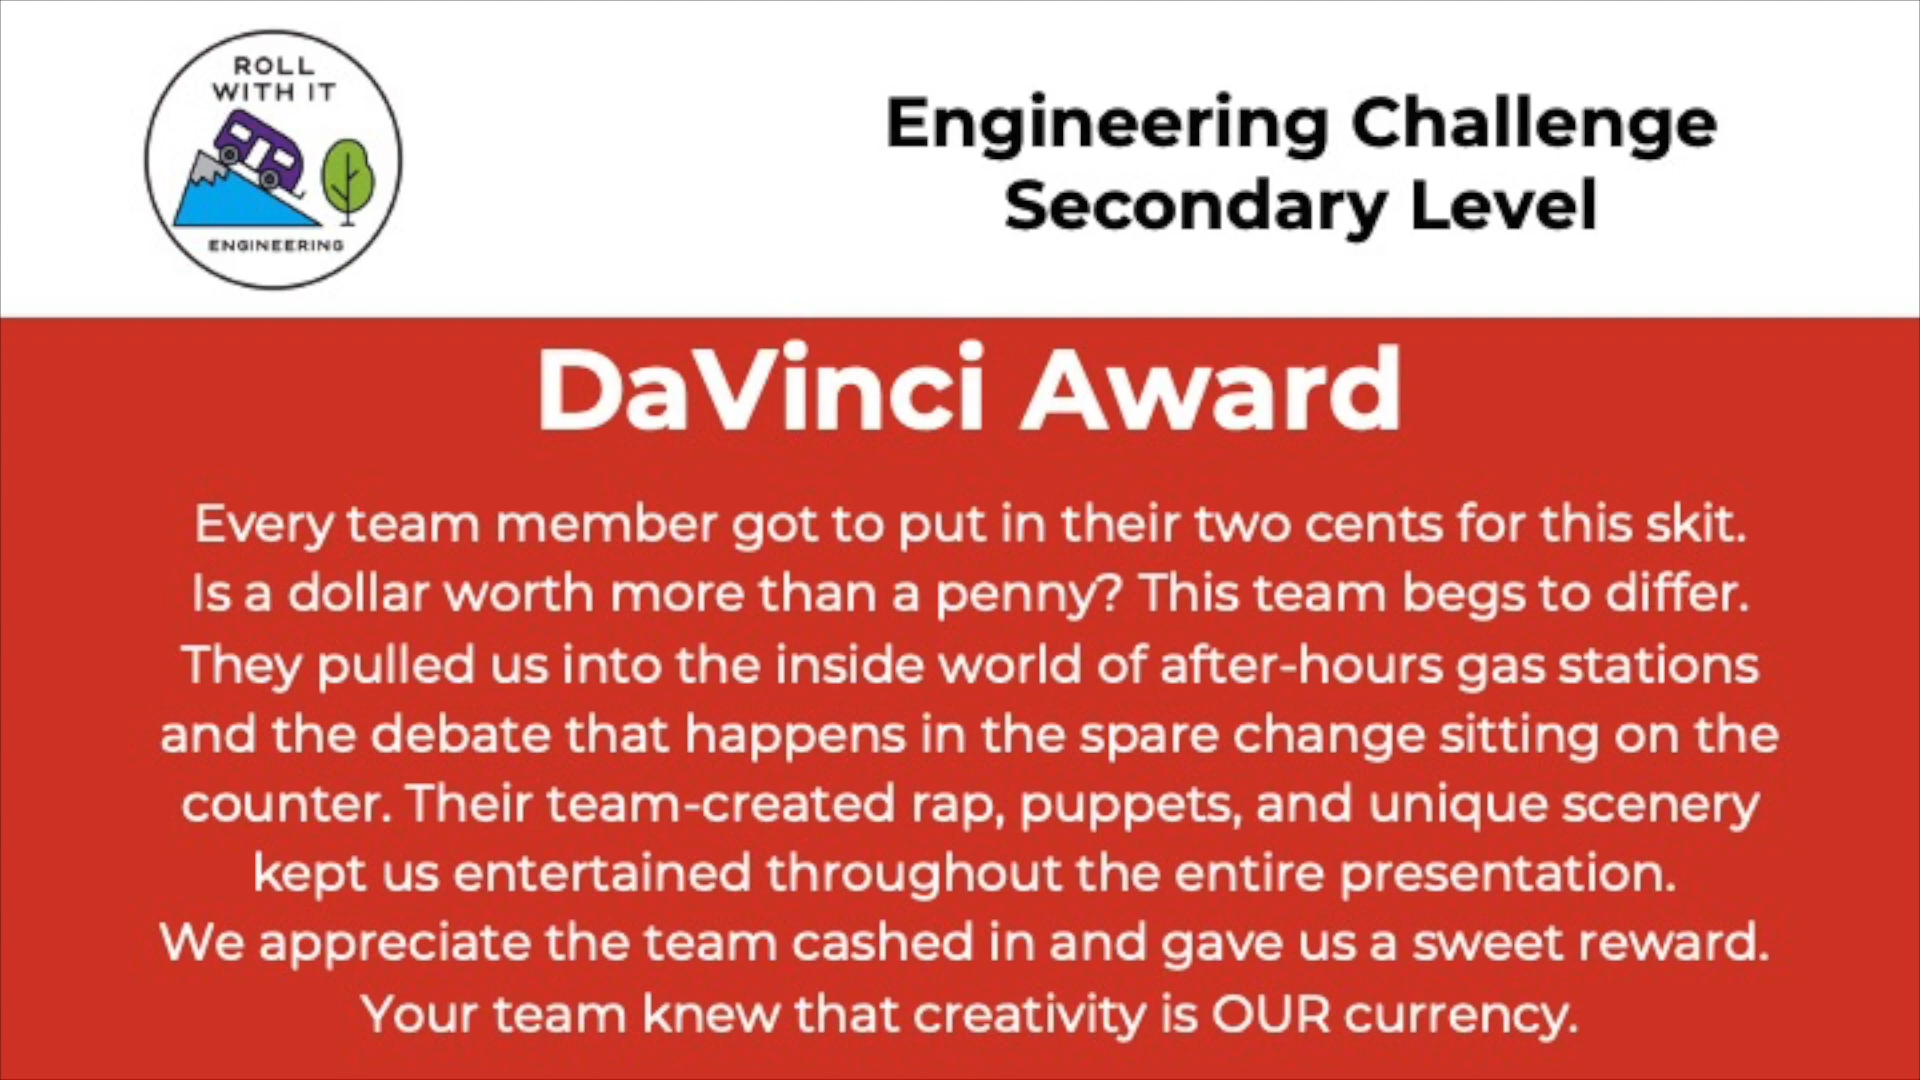 ROLL
WITH IT
ENGINEERING
Engineering Challenge
Secondary Level
DaVinci Award
Every team member got to put in their two cents for this skit.
Is a dollar worth more than a penny? This team begs to differ.
They pulled us into the inside world of after-hours gas stations
and the debate that happens in the spare change sitting on the
counter. Their team-created rap, puppets, and unique scenery
kept us entertained throughout the entire presentation.
We appreciate the team cashed in and gave us a sweet reward.
Your team knew that creativity is OUR currency.